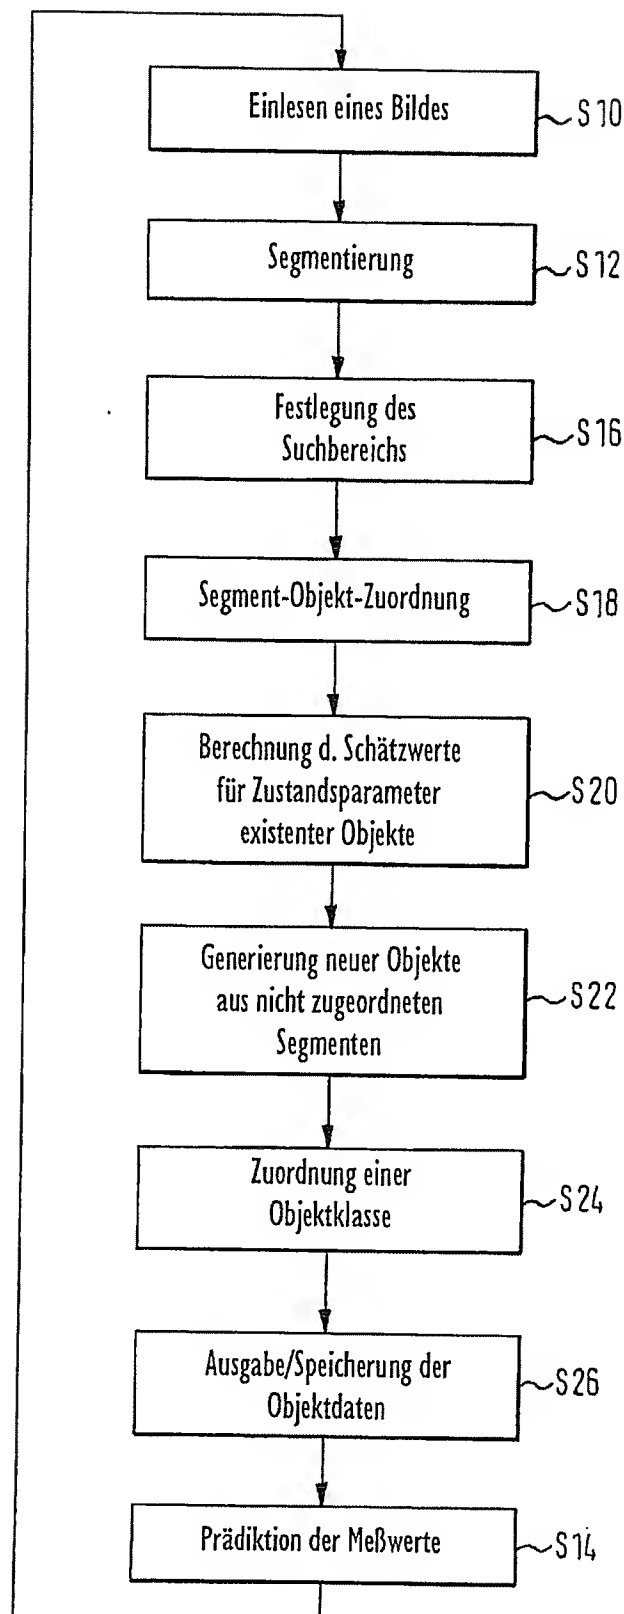 Einlesen eines Bildes
S10
Segmentierung
S12
Festlegung des
Suchbereichs
S16
Segment-Objekt-Zuordnung
S18
Berechnung d. Schätzwerte
für Zustandsparameter
existenter Objekte
S20
Generierung neuer Objekte
aus nicht zugeordneten
Segmenten
S22
Zuordnung einer
Objektklasse
S24
Ausgabe/Speicherung der
Objektdaten
S26
Prädiktion der Meßwerte
S14